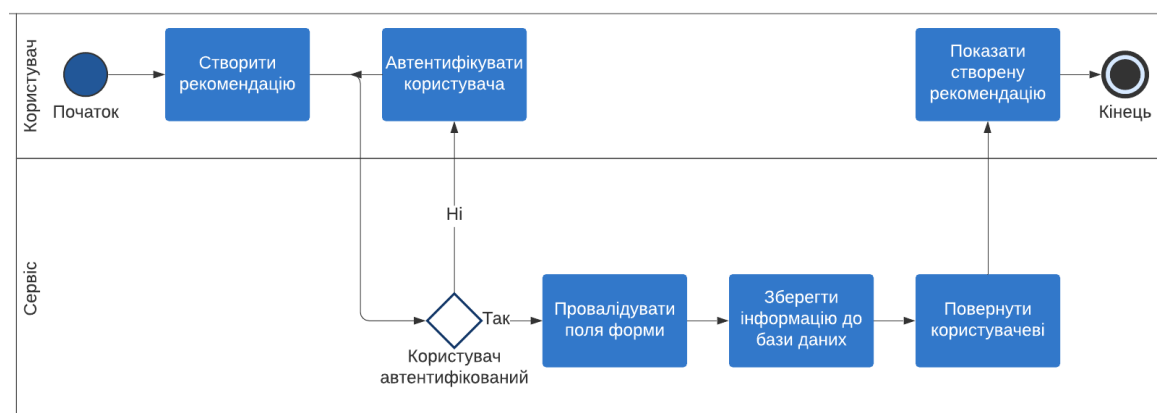 Користувач
Початок
Створити
рекомендацію
Автентифікувати
користувача
Показати
створену
рекомендацію
Кінець
Сервіс
Ні
Так
Користувач
автентифікований
Провалідувати
поля форми
Зберегти
інформацію до
бази даних
Повернути
користувачеві